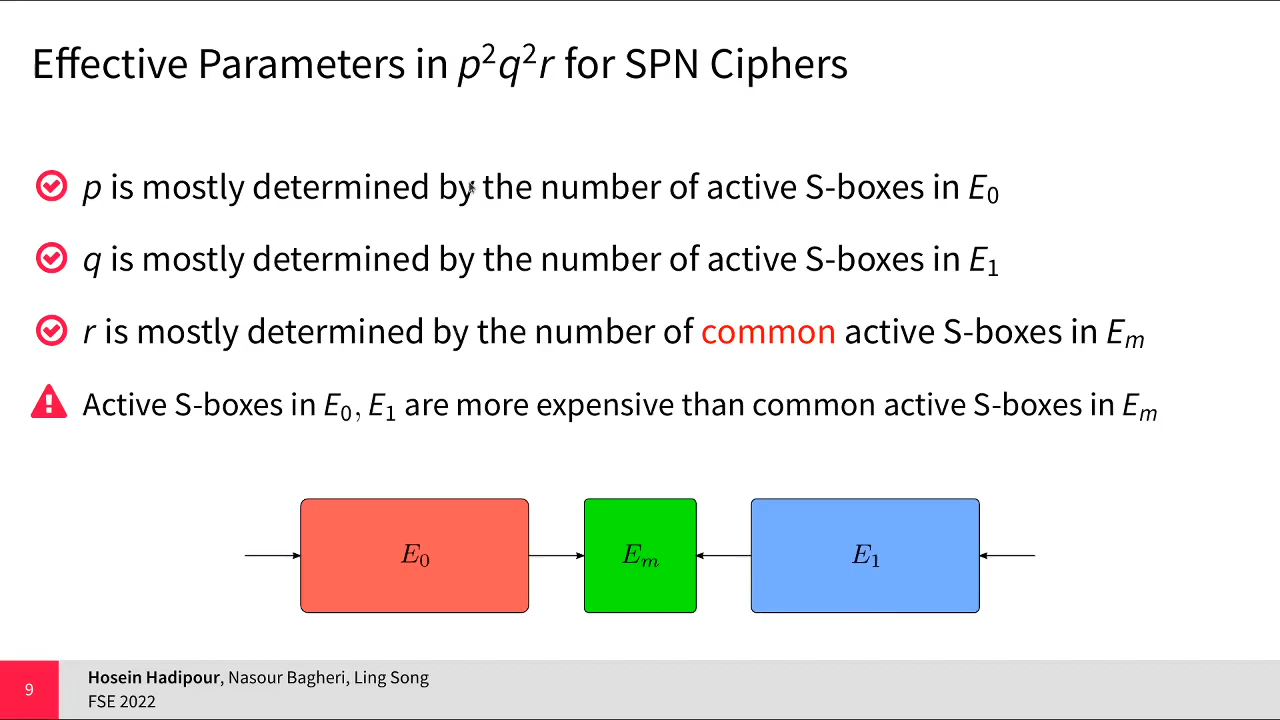 Effective Parameters in p²q²r for SPN Ciphers
p is mostly determined by the number of active S-boxes in E₀
q is mostly determined by the number of active S-boxes in E₁
r is mostly determined by the number of common active S-boxes in Eₘ
Active S-boxes in E₀, E₁ are more expensive than common active S-boxes in Eₘ
E₀ Eₘ E₁
9
Hosein Hadipour, Nasour Bagheri, Ling Song
FSE 2022